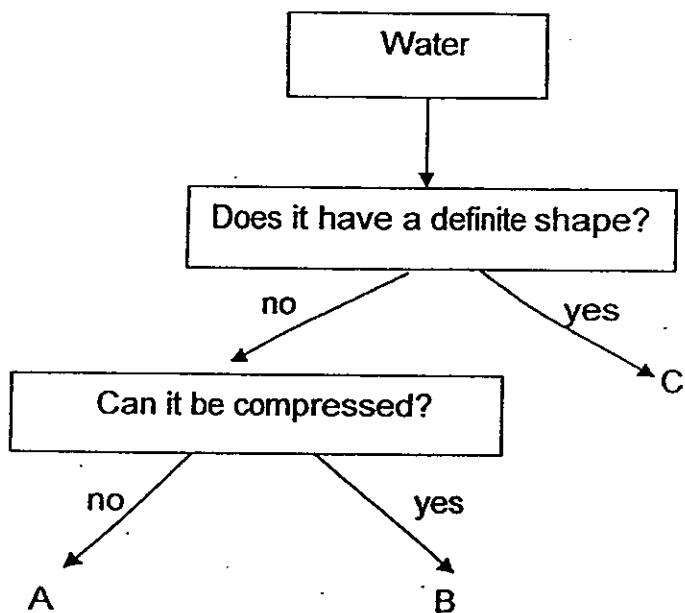 Water
Does it have a definite shape?
no
yes
C
Can it be compressed?
no
yes
A
B